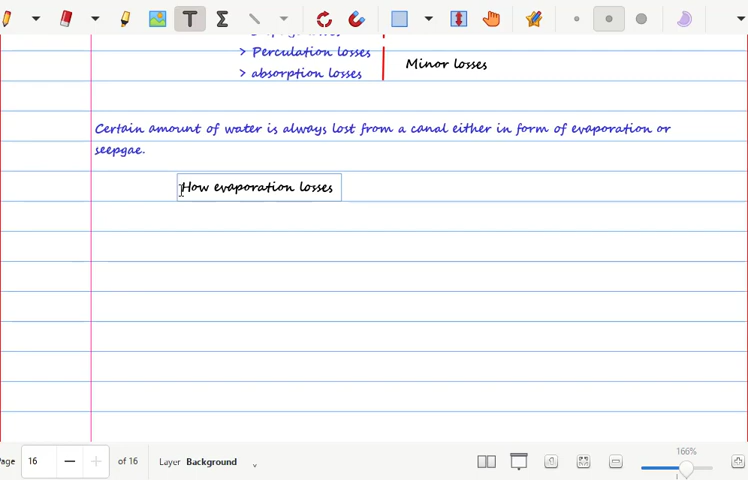 > Perculation losses
Minor losses
> absorption losses
Certain amount of water is always lost from a canal either in form of evaporation or
seepgae.
How evaporation losses
Page 16 of 16 Layer Background
166%